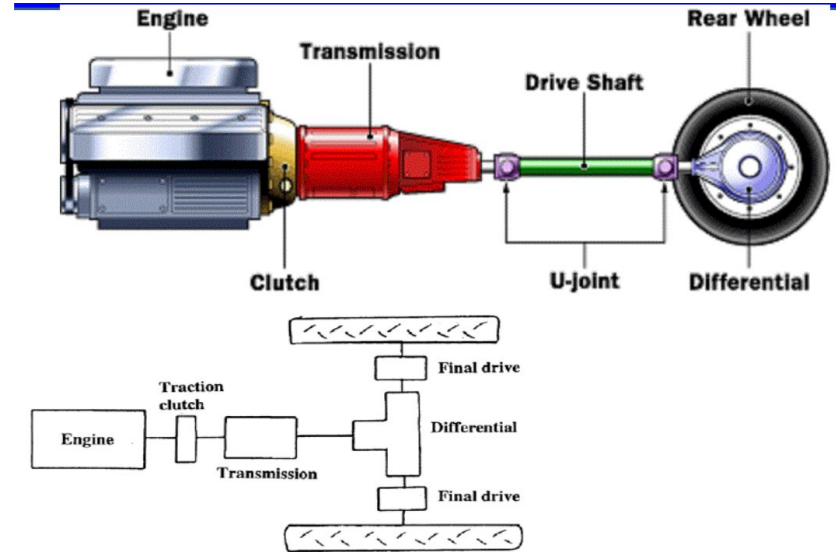 Engine
Rear Wheel
Transmission
Drive Shaft
Clutch
U-joint
Differential
Final drive
Traction
clutch
Engine
Differential
Transmission
Final drive